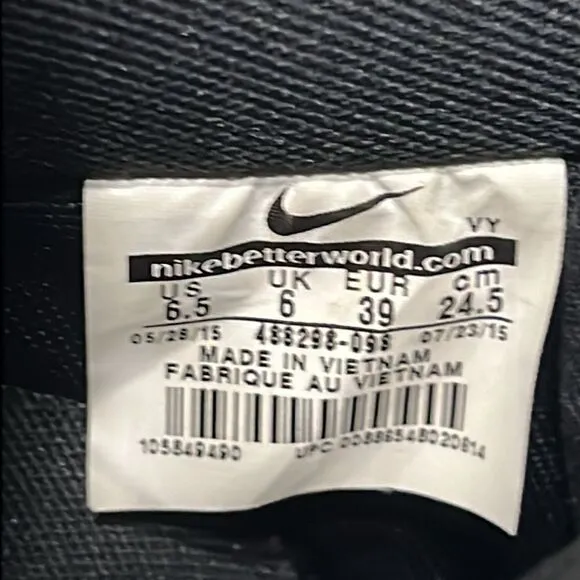 VY
nikebetterworld.com
US UK EUR cm
6.5 6 39 24.5
05/28/15 488298-098 07/23/15
MADE IN VIETNAM
FABRIQUE AU VIETNAM
105849490 UPC